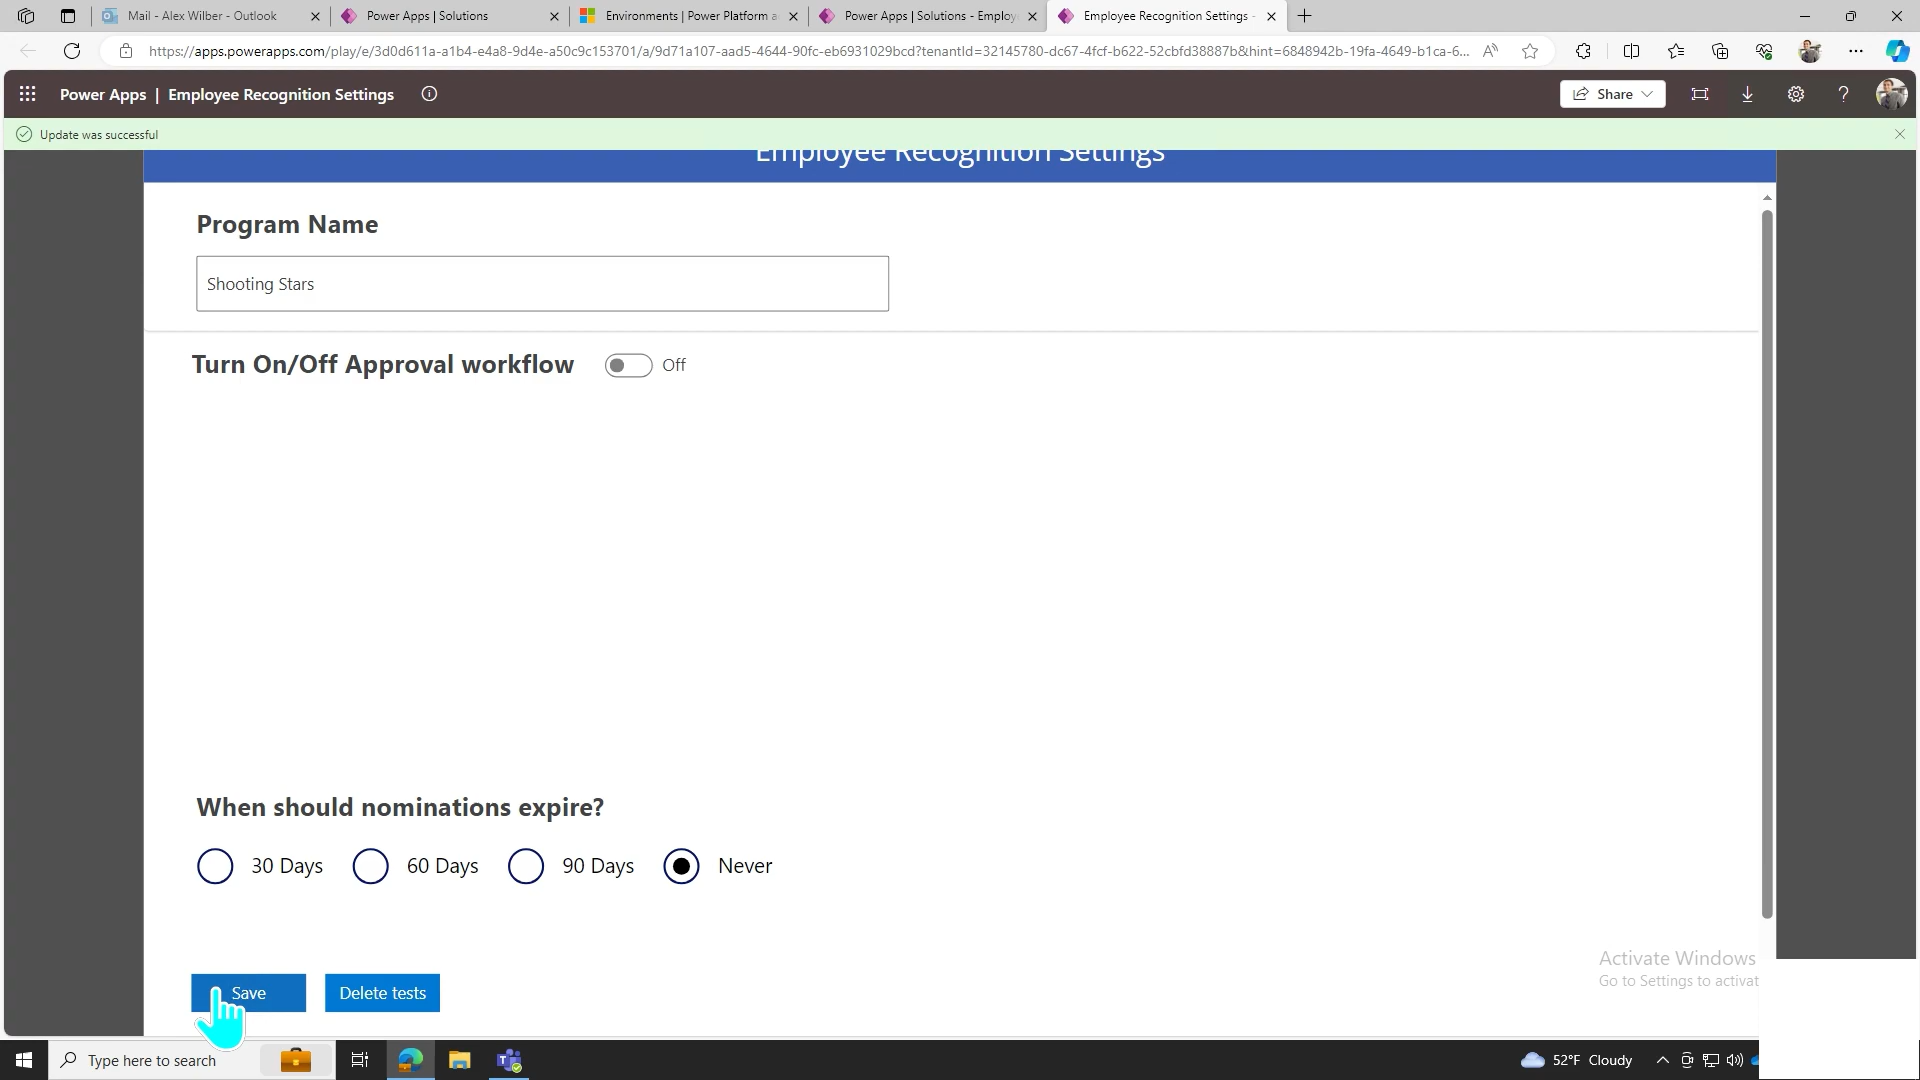 Mail - Alex Wilber - Outlook
Power Apps | Solutions
Environments | Power Platform a
Power Apps | Solutions - Employ
Employee Recognition Settings -
https://apps.powerapps.com/play/e/3d0d611a-a1b4-e4a8-9d4e-a50c9c153701/a/9d71a107-aad5-4644-90fc-eb6931029bcd?tenantId=32145780-dc67-4fcf-b622-52cbfd38887b&hint=6848942b-19fa-4649-b1ca-6...
Power Apps | Employee Recognition Settings
Share
Update was successful
Employee Recognition Settings
Program Name
Shooting Stars
Turn On/Off Approval workflow
Off
When should nominations expire?
30 Days
60 Days
90 Days
Never
Activate Windows
Go to Settings to activat
Save
Delete tests
Type here to search
52°F Cloudy